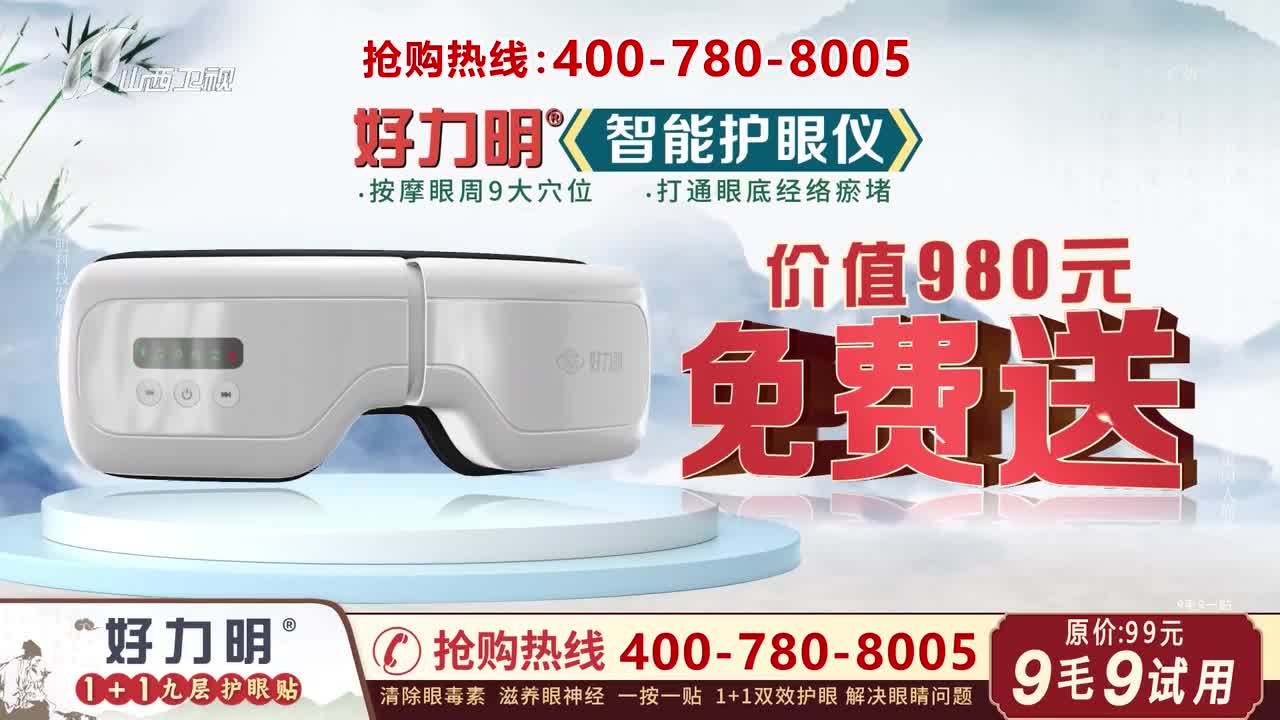 山西卫视
抢购热线:400-780-8005
好力明®智能护眼仪
·按摩眼周9大穴位 ·打通眼底经络瘀堵
价值980元
免费送
好力明
好力明®
1+1九层护眼贴
抢购热线 400-780-8005
清除眼毒素 滋养眼神经 一按一贴 1+1双效护眼 解决眼睛问题
原价:99元
9毛9试用